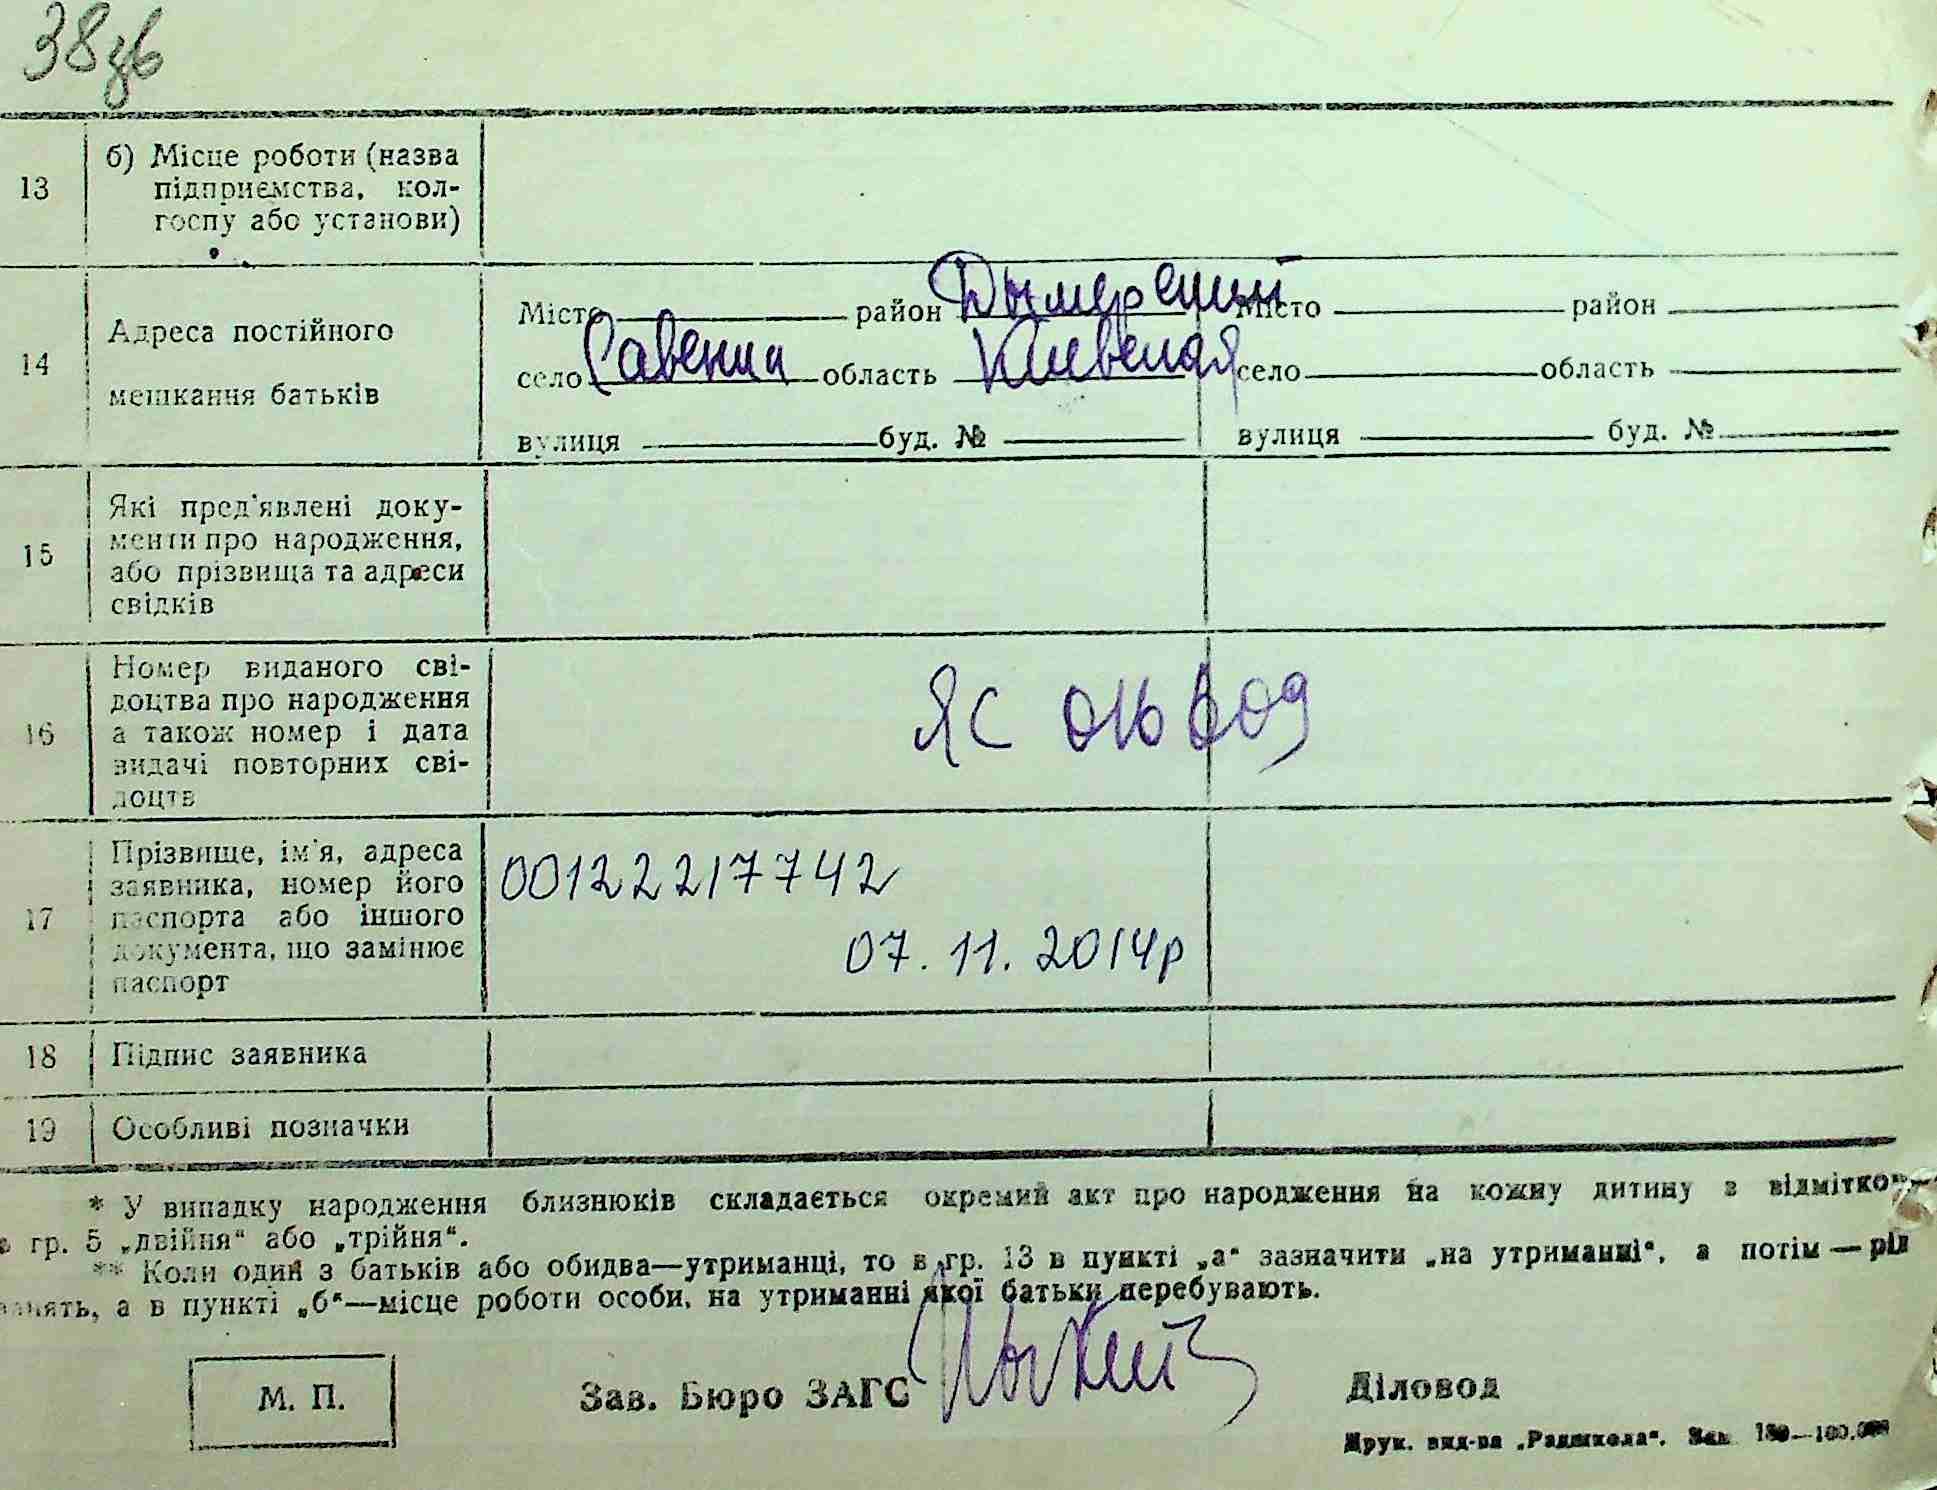 38зв
13 б) Місце роботи (назва
підприємства, кол-
госпу або установи)
14 Адреса постійного
мешкання батьків
Місто район Дымерский Місто район
село Савенки область Киевская село область
вулиця буд. № вулиця буд. №
15 Які пред'явлені доку-
менти про народження,
або прізвища та адреси
свідків
16 Номер виданого сві-
доцтва про народження
а також номер і дата
видачі повторних сві-
доцтв
ЯС 016609
17 Прізвище, ім'я, адреса
заявника, номер його
паспорта або іншого
документа, що замінює
паспорт
00122217742
07.11.2014р
18 Підпис заявника
19 Особливі позначки
* У випадку народження близнюків складається окремий акт про народження на кожну дитину з відміткою
в гр. 5 „двійня“ або „трійня“.
** Коли один з батьків або обидва—утриманці, то в гр. 13 в пункті „а“ зазначити „на утриманні“, а потім — рід
занять, а в пункті „б“—місце роботи особи, на утриманні якої батьки перебувають.
М. П.
Зав. Бюро ЗАГС
Діловод
Друк. вид-ва „Радшкола“. Зам.